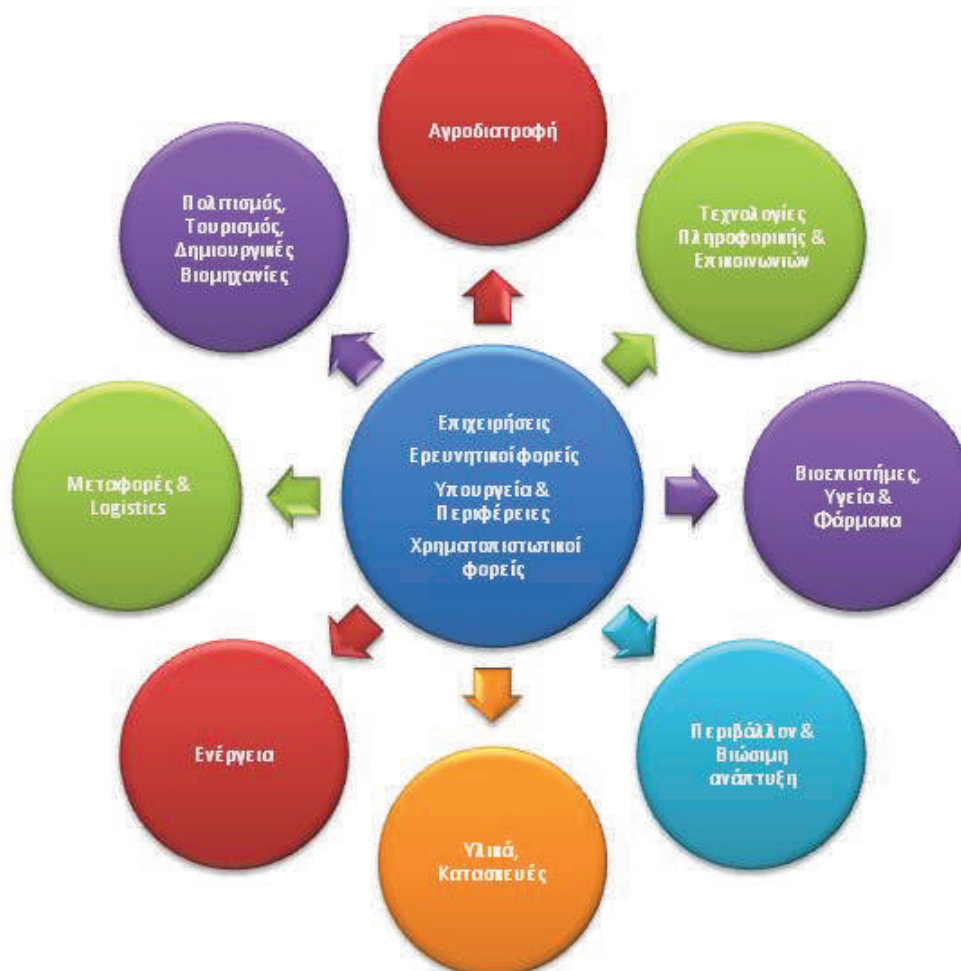 Αγροδιατροφή
Πολιτισμός,
Τουρισμός,
Δημιουργικές
Βιομηχανίες
Τεχνολογίες
Πληροφορικής &
Επικοινωνιών
Επιχειρήσεις
Ερευνητικοί φορείς
Υπουργεία &
Περιφέρειες
Χρηματοπιστωτικοί
φορείς
Μεταφορές &
Logistics
Βιοεπιστήμες,
Υγεία &
Φάρμακα
Ενέργεια
Περιβάλλον &
Βιώσιμη
ανάπτυξη
Υλικά,
Κατασκευές